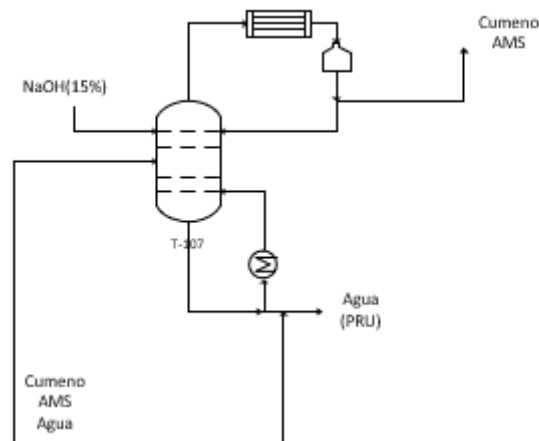 Cumeno
AMS
NaOH(15%)
T-107
Agua
(PRU)
Cumeno
AMS
Agua